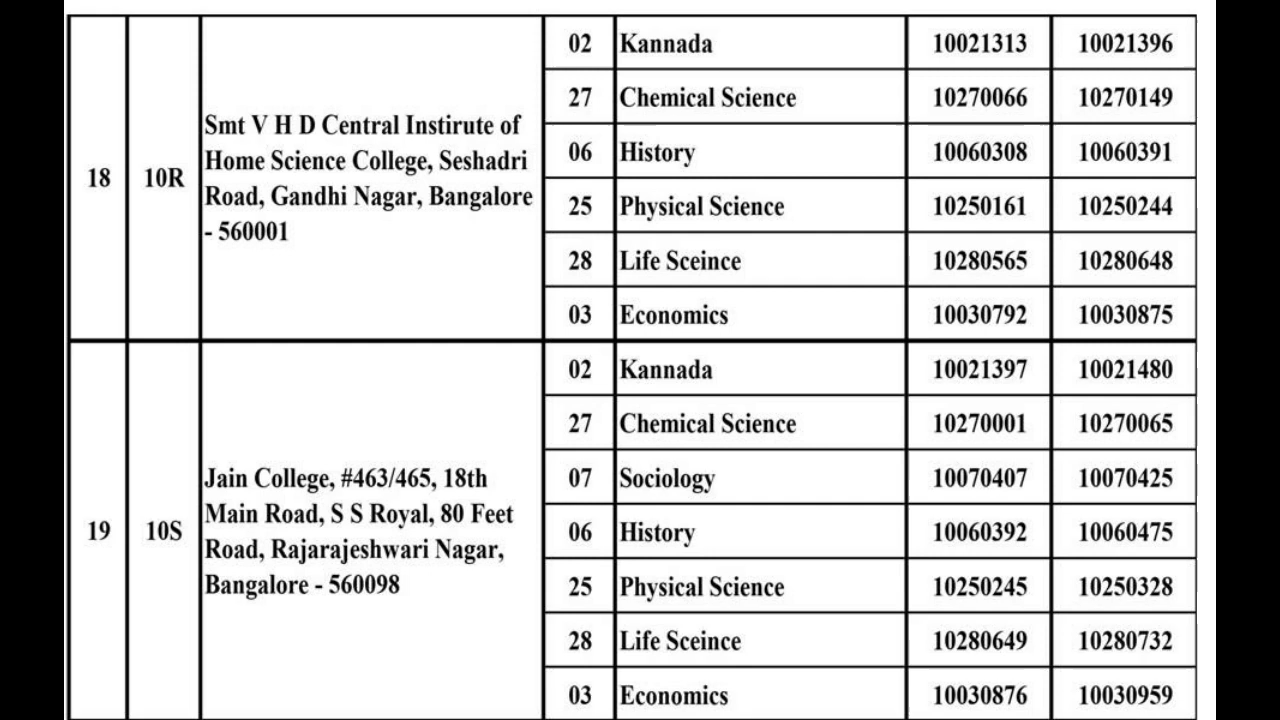 02 Kannada 10021313 10021396
27 Chemical Science 10270066 10270149
06 History 10060308 10060391
25 Physical Science 10250161 10250244
28 Life Sceince 10280565 10280648
03 Economics 10030792 10030875
18 10R
Smt V H D Central Instirute of
Home Science College, Seshadri
Road, Gandhi Nagar, Bangalore
- 560001
02 Kannada 10021397 10021480
27 Chemical Science 10270001 10270065
07 Sociology 10070407 10070425
06 History 10060392 10060475
25 Physical Science 10250245 10250328
28 Life Sceince 10280649 10280732
03 Economics 10030876 10030959
19 10S
Jain College, #463/465, 18th
Main Road, S S Royal, 80 Feet
Road, Rajarajeshwari Nagar,
Bangalore - 560098